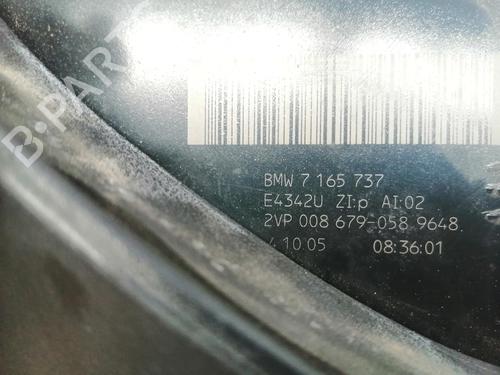 B-PARTS
BMW 7 165 737
E4342U ZI:p AI:02
2VP 008 679-058 9648
4.10.05 08:36:01